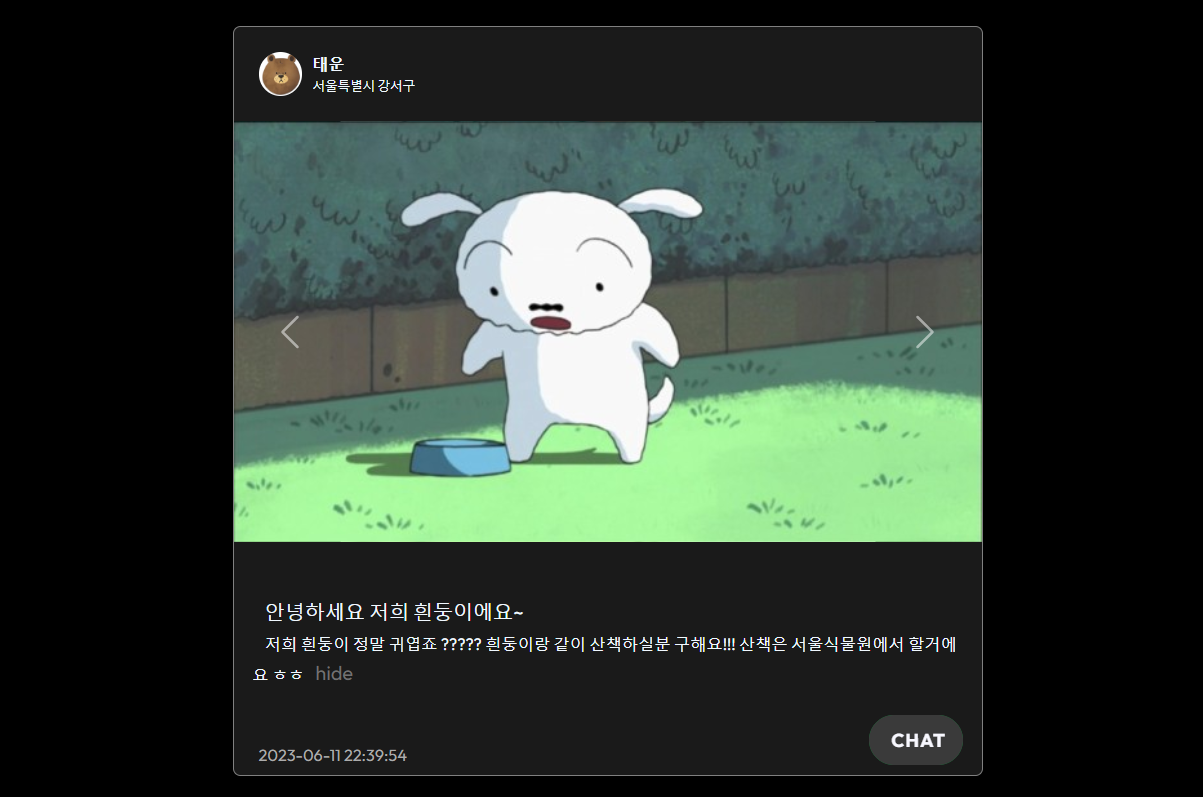 태운
서울특별시 강서구
안녕하세요 저희 흰둥이에요~
저희 흰둥이 정말 귀엽죠 ????? 흰둥이랑 같이 산책하실분 구해요!!! 산책은 서울식물원에서 할거에
요 ㅎㅎ hide
2023-06-11 22:39:54
CHAT